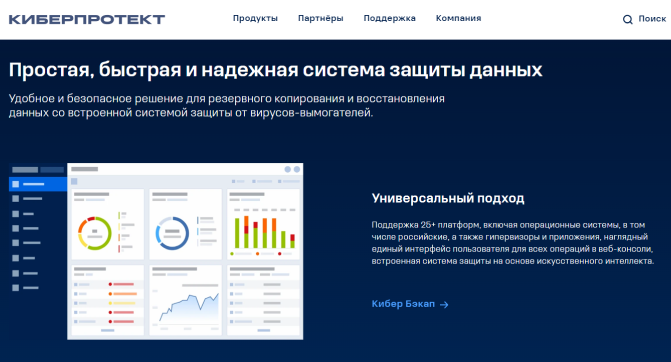 КИБЕРПРОТЕКТ
Продукты Партнёры Поддержка Компания Поиск
Простая, быстрая и надежная система защиты данных
Удобное и безопасное решение для резервного копирования и восстановления
данных со встроенной системой защиты от вирусов-вымогателей.
Универсальный подход
Поддержка 25+ платформ, включая операционные системы, в том
числе российские, а также гипервизоры и приложения, наглядный
единый интерфейс пользователя для всех операций в веб-консоли,
встроенная система защиты на основе искусственного интеллекта.
Кибер Бэкап →